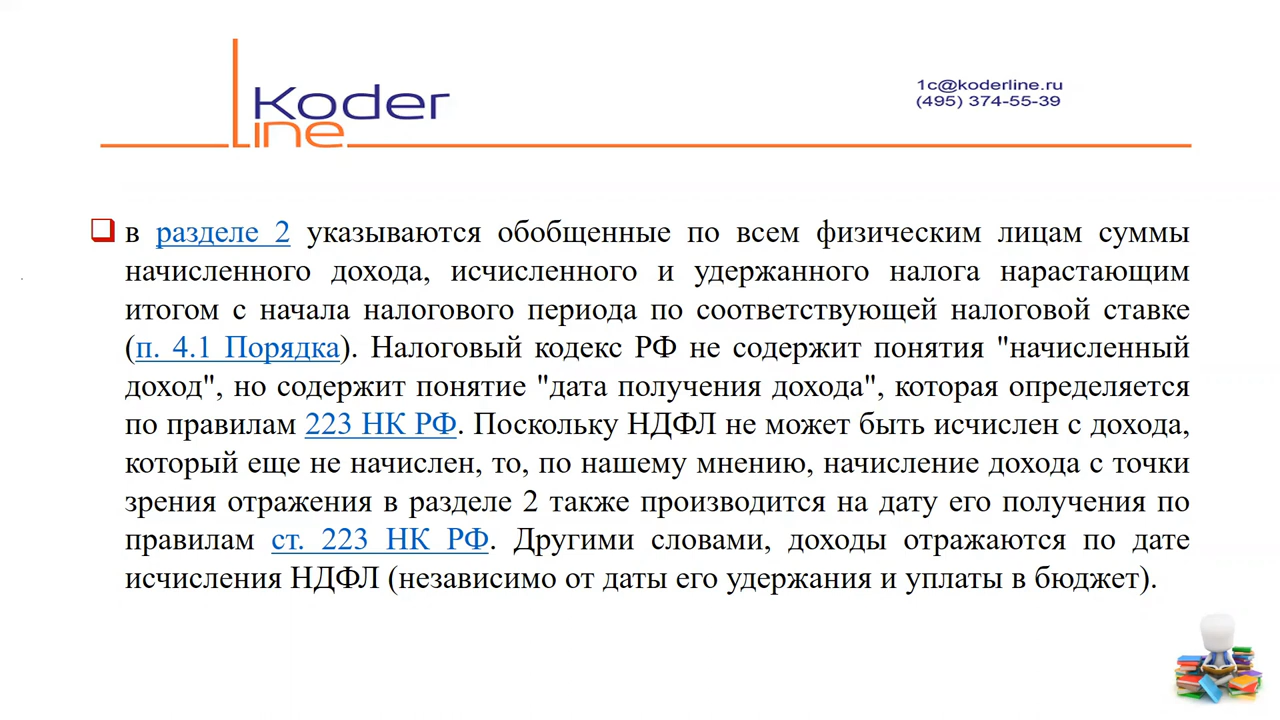 Koder
line
1c@koderline.ru
(495) 374-55-39
в разделе 2 указываются обобщенные по всем физическим лицам суммы
начисленного дохода, исчисленного и удержанного налога нарастающим
итогом с начала налогового периода по соответствующей налоговой ставке
(п. 4.1 Порядка). Налоговый кодекс РФ не содержит понятия "начисленный
доход", но содержит понятие "дата получения дохода", которая определяется
по правилам 223 НК РФ. Поскольку НДФЛ не может быть исчислен с дохода,
который еще не начислен, то, по нашему мнению, начисление дохода с точки
зрения отражения в разделе 2 также производится на дату его получения по
правилам ст. 223 НК РФ. Другими словами, доходы отражаются по дате
исчисления НДФЛ (независимо от даты его удержания и уплаты в бюджет).